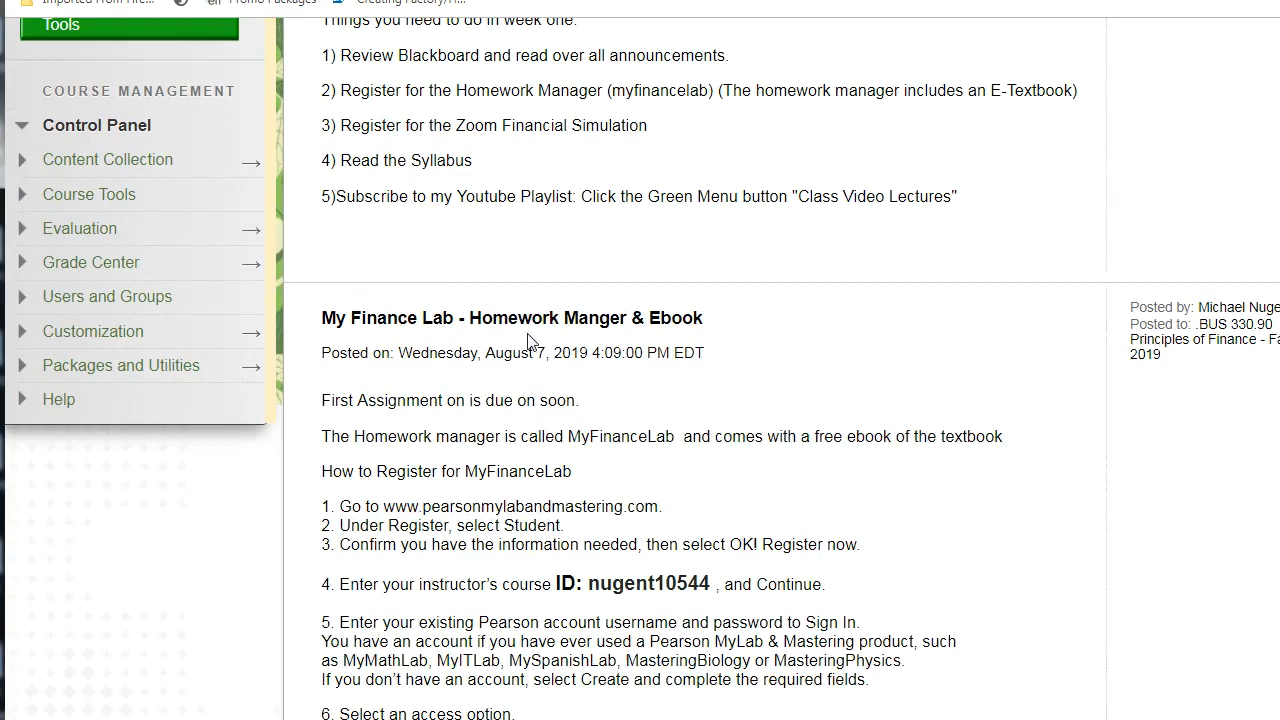 Tools
COURSE MANAGEMENT
Control Panel
Content Collection
Course Tools
Evaluation
Grade Center
Users and Groups
Customization
Packages and Utilities
Help
Things you need to do in week one.
1) Review Blackboard and read over all announcements.
2) Register for the Homework Manager (myfinancelab) (The homework manager includes an E-Textbook)
3) Register for the Zoom Financial Simulation
4) Read the Syllabus
5)Subscribe to my Youtube Playlist: Click the Green Menu button "Class Video Lectures"
My Finance Lab - Homework Manger & Ebook
Posted on: Wednesday, August 7, 2019 4:09:00 PM EDT
First Assignment on is due on soon.
The Homework manager is called MyFinanceLab  and comes with a free ebook of the textbook
How to Register for MyFinanceLab
1. Go to www.pearsonmylabandmastering.com.
2. Under Register, select Student.
3. Confirm you have the information needed, then select OK! Register now.
4. Enter your instructor’s course ID: nugent10544 , and Continue.
5. Enter your existing Pearson account username and password to Sign In.
You have an account if you have ever used a Pearson MyLab & Mastering product, such
as MyMathLab, MyITLab, MySpanishLab, MasteringBiology or MasteringPhysics.
If you don’t have an account, select Create and complete the required fields.
6. Select an access option.
Posted by: Michael Nuge
Posted to: .BUS 330.90
Principles of Finance - Fa
2019